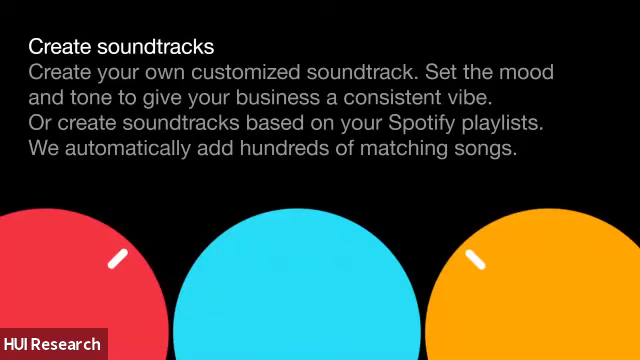 Create soundtracks
Create your own customized soundtrack. Set the mood
and tone to give your business a consistent vibe.
Or create soundtracks based on your Spotify playlists.
We automatically add hundreds of matching songs.
HUI Research